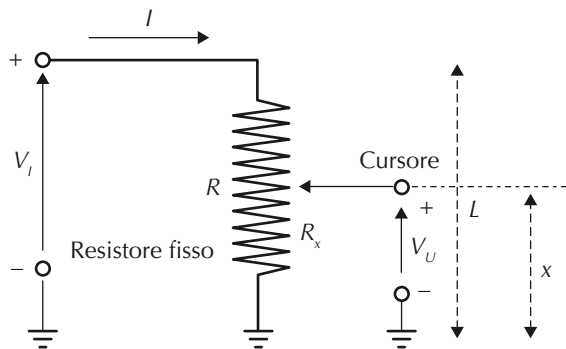 I
+
V_I
−
Resistore fisso
R
R_x
Cursore
+
V_U
−
L
x